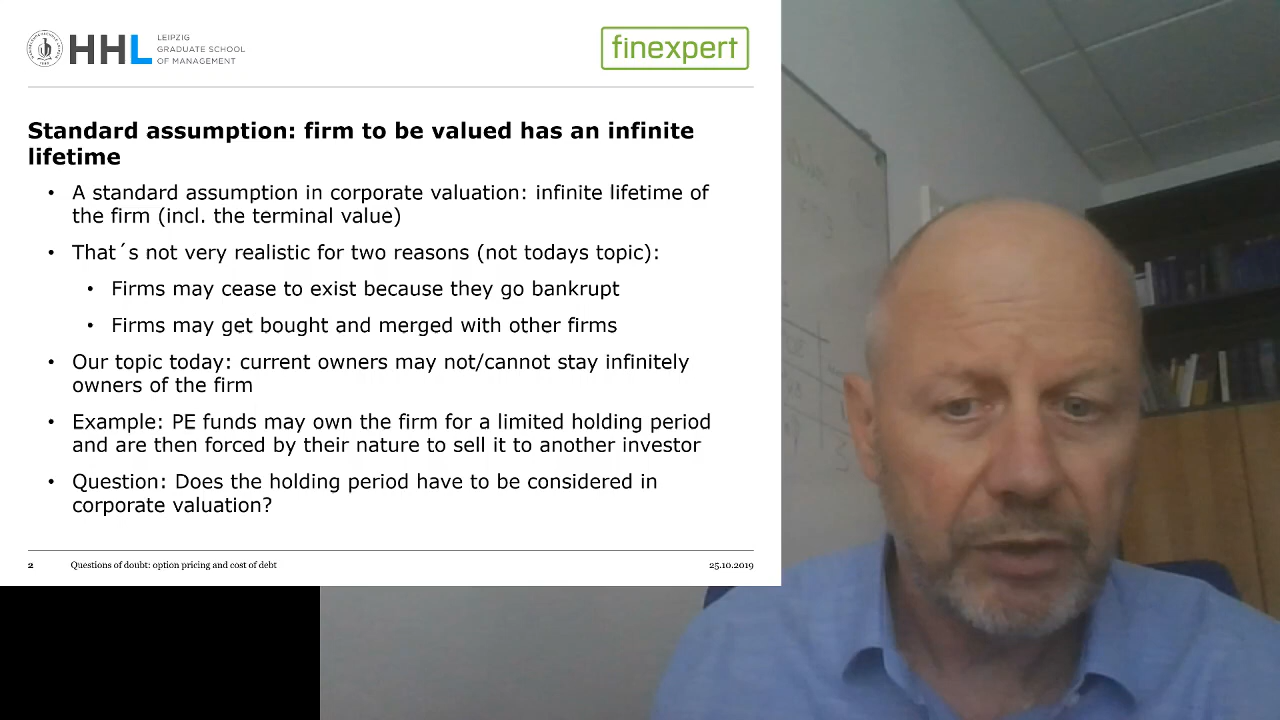 HHL
LEIPZIG
GRADUATE SCHOOL
OF MANAGEMENT
finexpert
Standard assumption: firm to be valued has an infinite
lifetime
• A standard assumption in corporate valuation: infinite lifetime of
the firm (incl. the terminal value)
• That´s not very realistic for two reasons (not todays topic):
• Firms may cease to exist because they go bankrupt
• Firms may get bought and merged with other firms
• Our topic today: current owners may not/cannot stay infinitely
owners of the firm
• Example: PE funds may own the firm for a limited holding period
and are then forced by their nature to sell it to another investor
• Question: Does the holding period have to be considered in
corporate valuation?
2 Questions of doubt: option pricing and cost of debt 25.10.2019